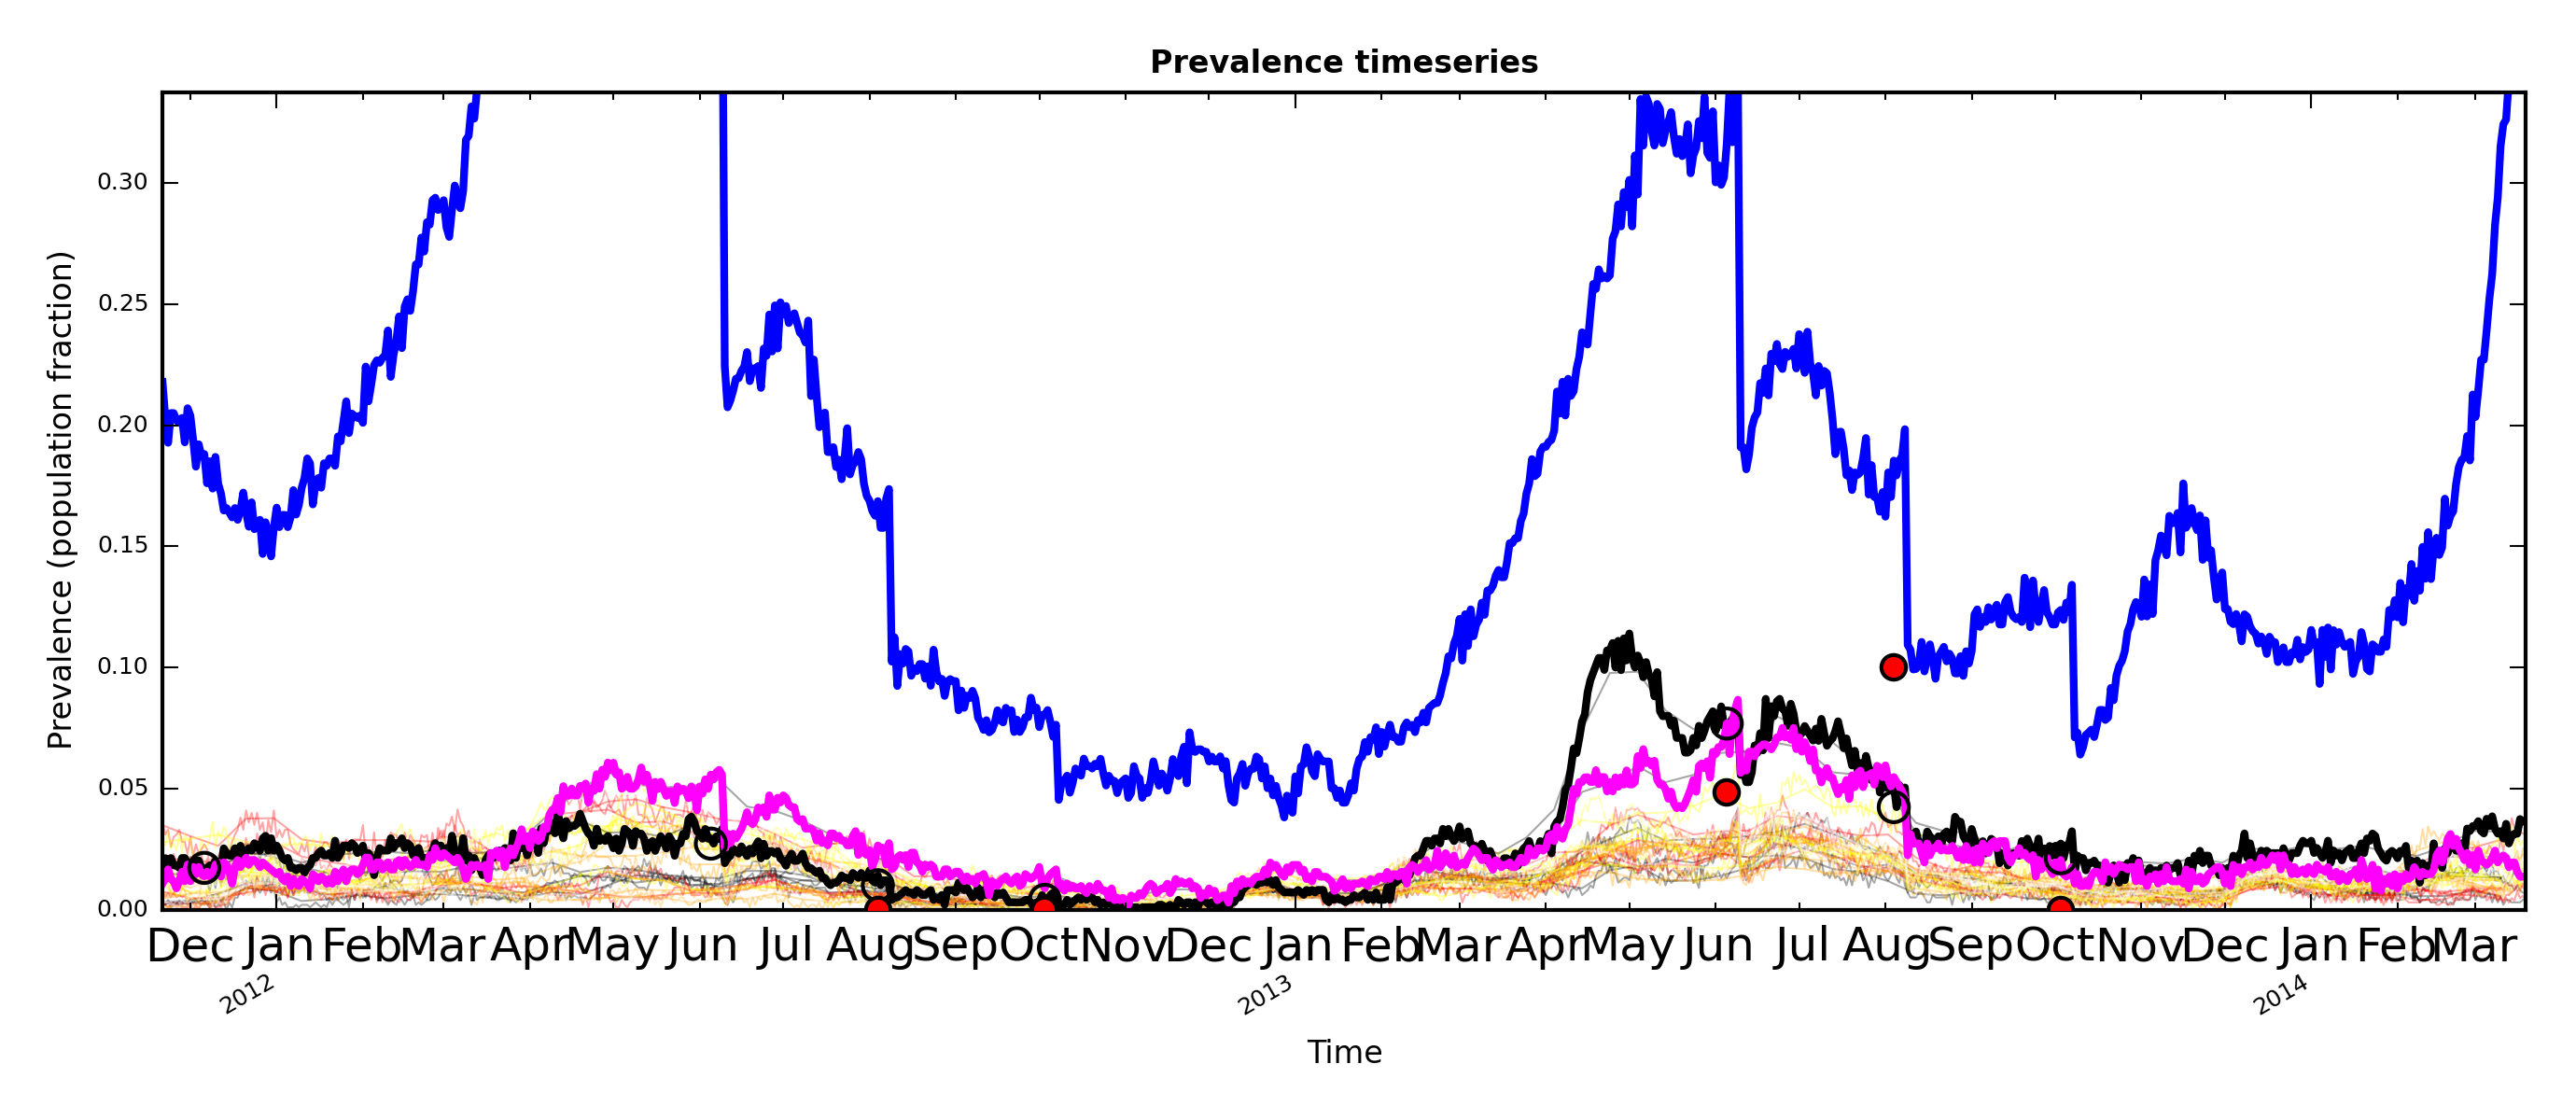 Prevalence timeseries
Prevalence (population fraction)
0.30
0.25
0.20
0.15
0.10
0.05
0.00
Dec Jan Feb Mar Apr May Jun Jul Aug Sep Oct Nov Dec Jan Feb Mar Apr May Jun Jul Aug Sep Oct Nov Dec Jan Feb Mar
2012 2013 2014
Time